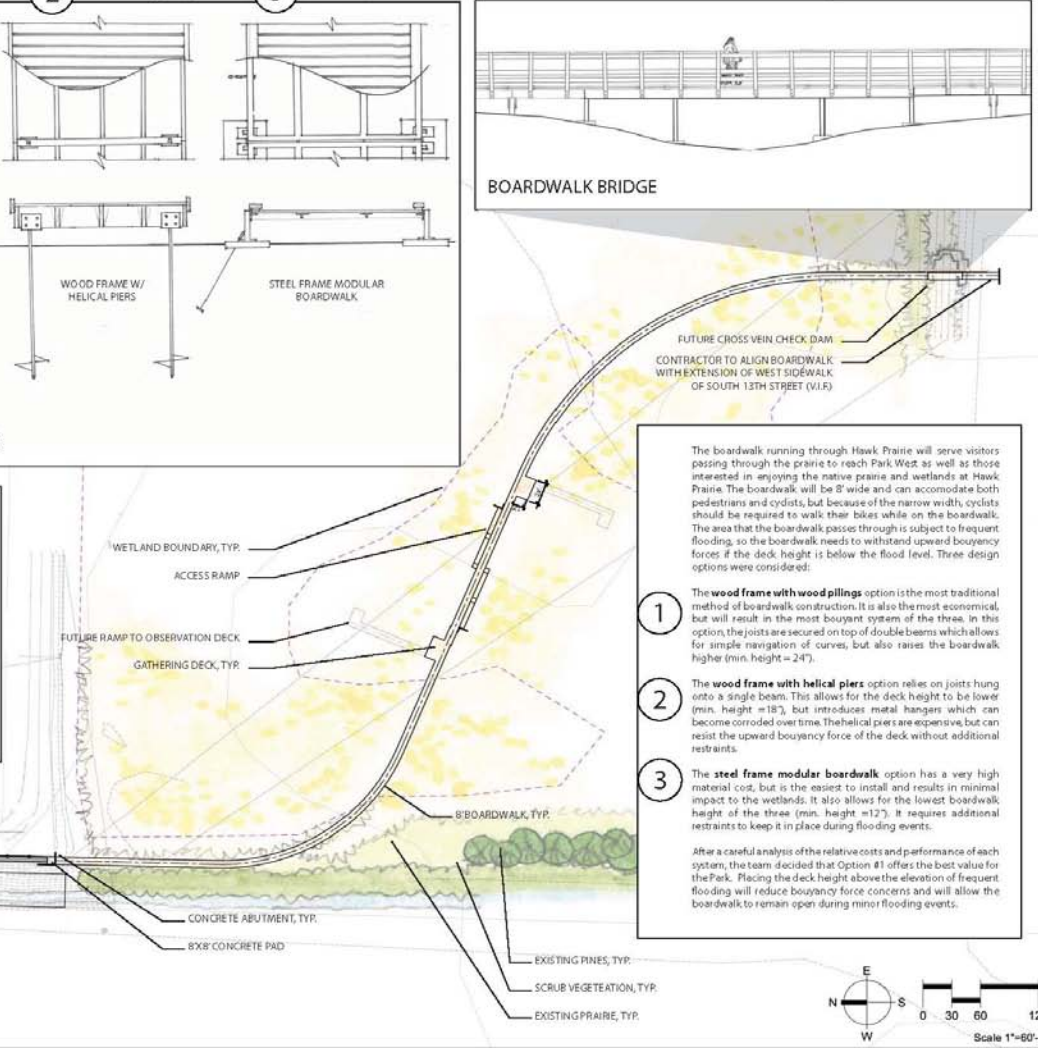 2
3
WOOD FRAME W/
HELICAL PIERS
STEEL FRAME MODULAR
BOARDWALK
BOARDWALK BRIDGE
FUTURE CROSS VEIN CHECK DAM
CONTRACTOR TO ALIGN BOARDWALK
WITH EXTENSION OF WEST SIDEWALK
OF SOUTH 13TH STREET (V.I.F.)
WETLAND BOUNDARY, TYP.
ACCESS RAMP
FUTURE RAMP TO OBSERVATION DECK
GATHERING DECK, TYP.
8' BOARDWALK, TYP.
CONCRETE ABUTMENT, TYP.
8'X8' CONCRETE PAD
EXISTING PINES, TYP.
SCRUB VEGETEATION, TYP.
EXISTING PRAIRIE, TYP.
The boardwalk running through Hawk Prairie will serve visitors
passing through the prairie to reach Park West as well as those
interested in enjoying the native prairie and wetlands at Hawk
Prairie. The boardwalk will be 8' wide and can accomodate both
pedestrians and cyclists, but because of the narrow width, cyclists
should be required to walk their bikes while on the boardwalk.
The area that the boardwalk passes through is subject to frequent
flooding, so the boardwalk needs to withstand upward bouyancy
forces if the deck height is below the flood level. Three design
options were considered:
1
The wood frame with wood pilings option is the most traditional
method of boardwalk construction. It is also the most economical,
but will result in the most bouyant system of the three. In this
option, the joists are secured on top of double beams which allows
for simple navigation of curves, but also raises the boardwalk
higher (min. height = 24").
2
The wood frame with helical piers option relies on joists hung
onto a single beam. This allows for the deck height to be lower
(min. height =18"), but introduces metal hangers which can
become corroded over time. The helical piers are expensive, but can
resist the upward bouyancy force of the deck without additional
restraints.
3
The steel frame modular boardwalk option has a very high
material cost, but is the easiest to install and results in minimal
impact to the wetlands. It also allows for the lowest boardwalk
height of the three (min. height =12"). It requires additional
restraints to keep it in place during flooding events.
After a careful analysis of the relative costs and performance of each
system, the team decided that Option #1 offers the best value for
the Park. Placing the deck height above the elevation of frequent
flooding will reduce bouyancy force concerns and will allow the
boardwalk to remain open during minor flooding events.
E
N S
W
0 30 60 12
Scale 1"=60'-